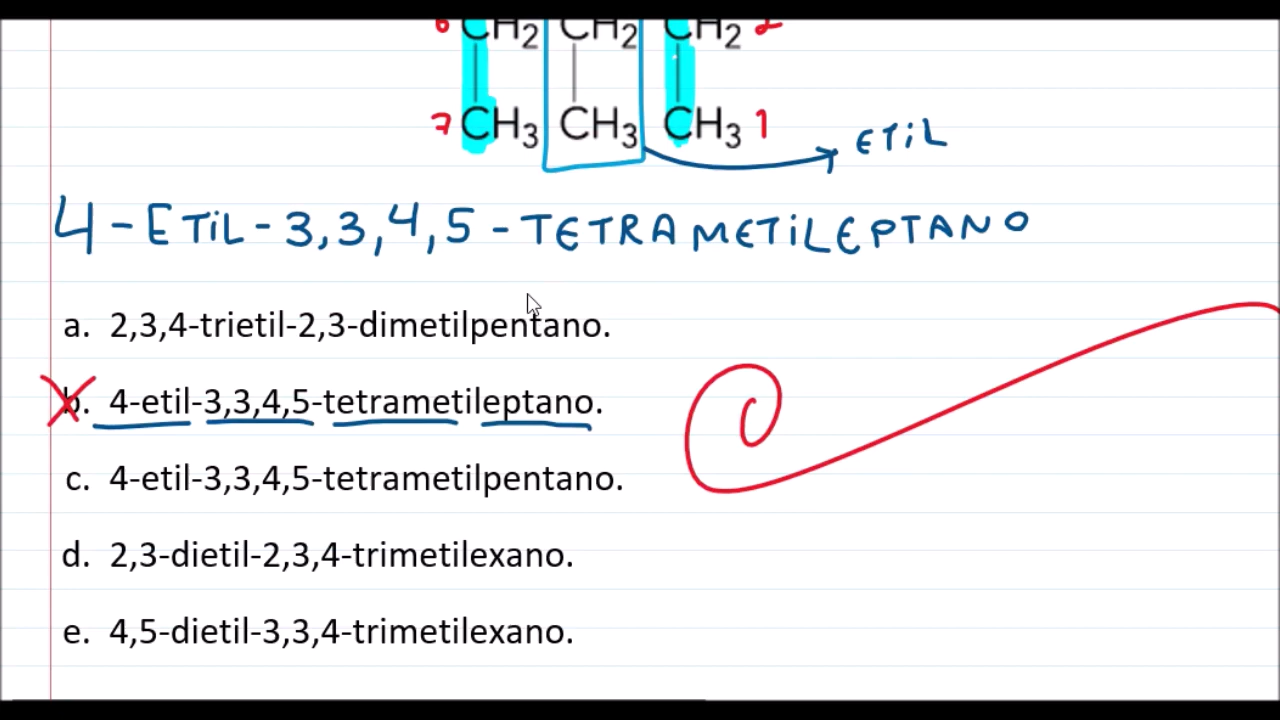 6 CH2 CH2 CH2 2
7 CH3 CH3 CH3 1
ETIL
4-ETIL-3,3,4,5-TETRAMETILEPTANO
a. 2,3,4-trietil-2,3-dimetilpentano.
b. 4-etil-3,3,4,5-tetrametileptano.
c. 4-etil-3,3,4,5-tetrametilpentano.
d. 2,3-dietil-2,3,4-trimetilexano.
e. 4,5-dietil-3,3,4-trimetilexano.